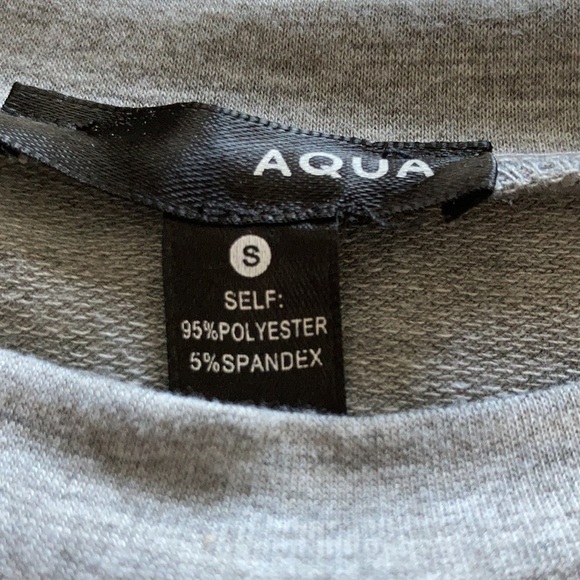 AQUA
S
SELF:
95%POLYESTER
5%SPANDEX